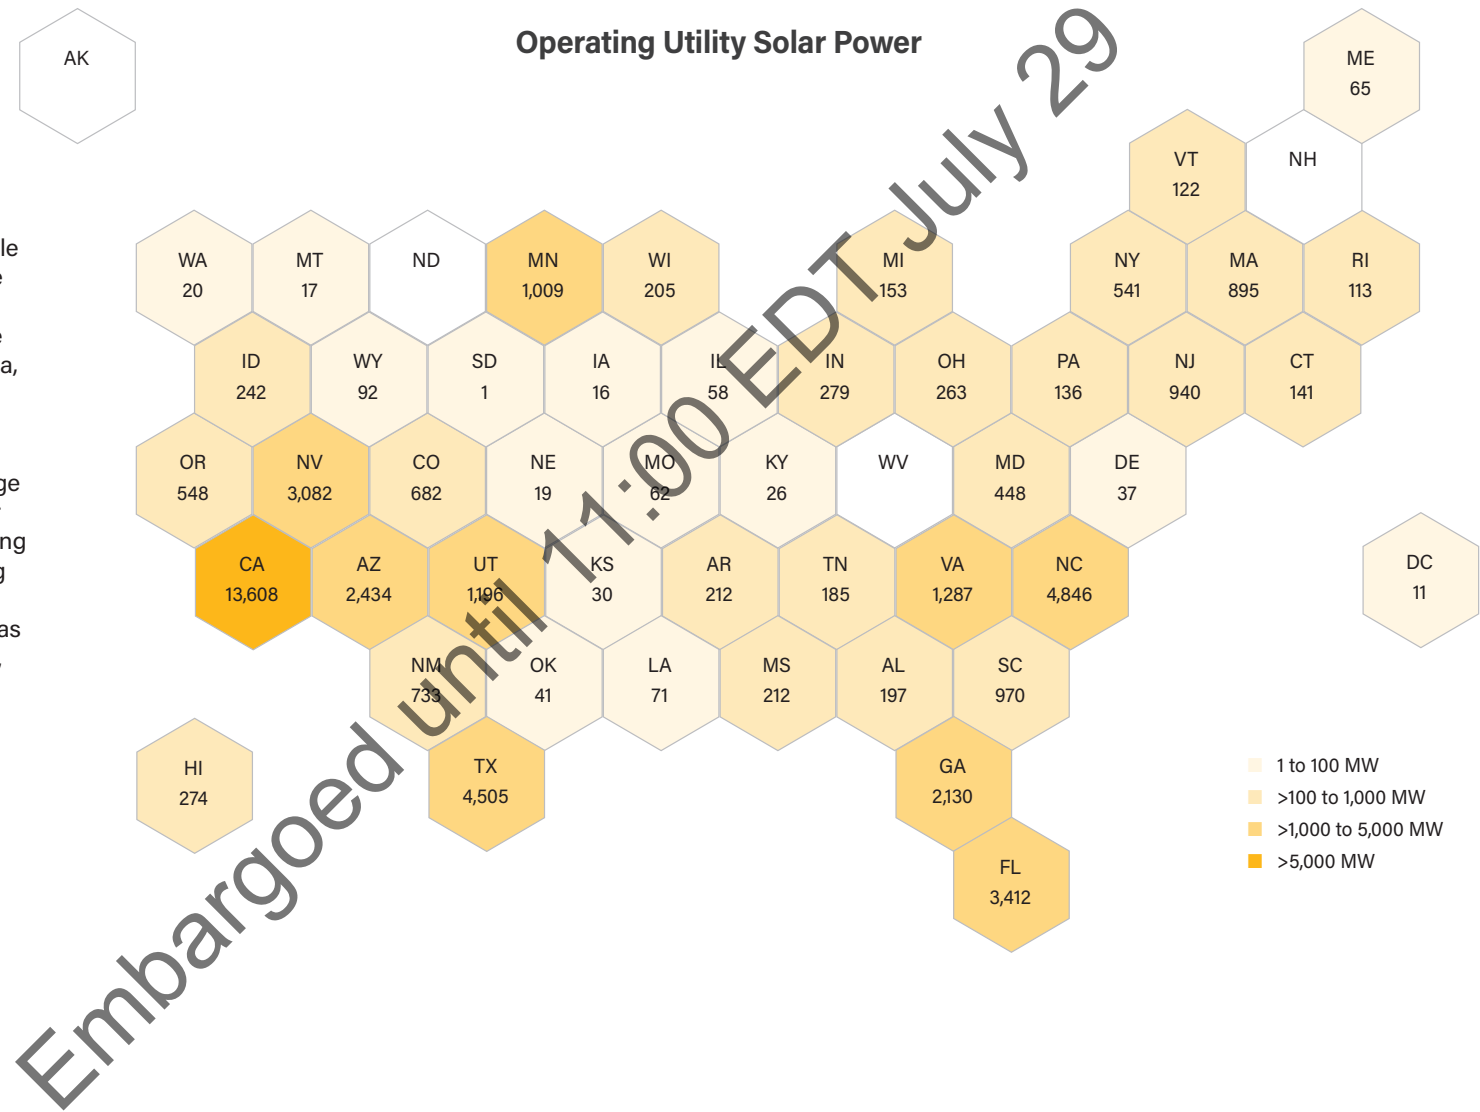 Operating Utility Solar Power
AK
ME
65
VT
122
NH
WA
20
MT
17
ND
MN
1,009
WI
205
MI
153
NY
541
MA
895
RI
113
ID
242
WY
92
SD
1
IA
16
IL
58
IN
279
OH
263
PA
136
NJ
940
CT
141
OR
548
NV
3,082
CO
682
NE
19
MO
62
KY
26
WV
MD
448
DE
37
CA
13,608
AZ
2,434
UT
1,196
KS
30
AR
212
TN
185
VA
1,287
NC
4,846
DC
11
NM
733
OK
41
LA
71
MS
212
AL
197
SC
970
HI
274
TX
4,505
GA
2,130
FL
3,412
1 to 100 MW
>100 to 1,000 MW
>1,000 to 5,000 MW
>5,000 MW
Embargoed until 11:00 EDT July 29